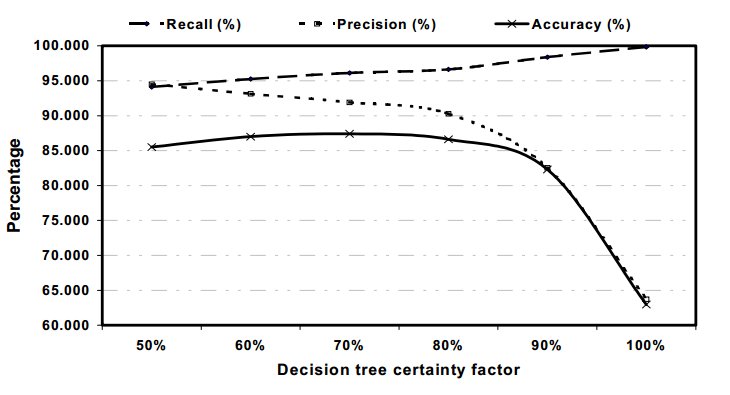 Recall (%) Precision (%) Accuracy (%)
100.000
95.000
90.000
85.000
80.000
75.000
70.000
65.000
60.000
Percentage
50% 60% 70% 80% 90% 100%
Decision tree certainty factor